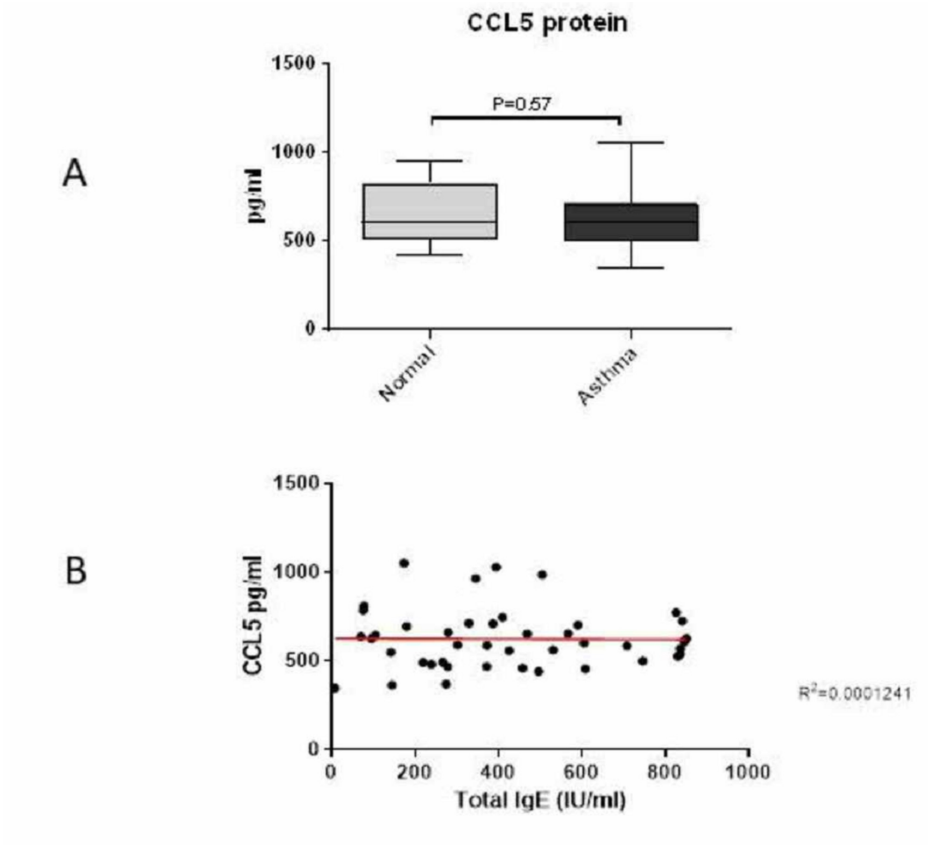 CCL5 protein
A
pg/ml
1500
1000
500
0
P=0.57
Normal
Asthma
B
CCL5 pg/ml
1500
1000
500
0
0 200 400 600 800 1000
Total IgE (IU/ml)
R²=0.0001241